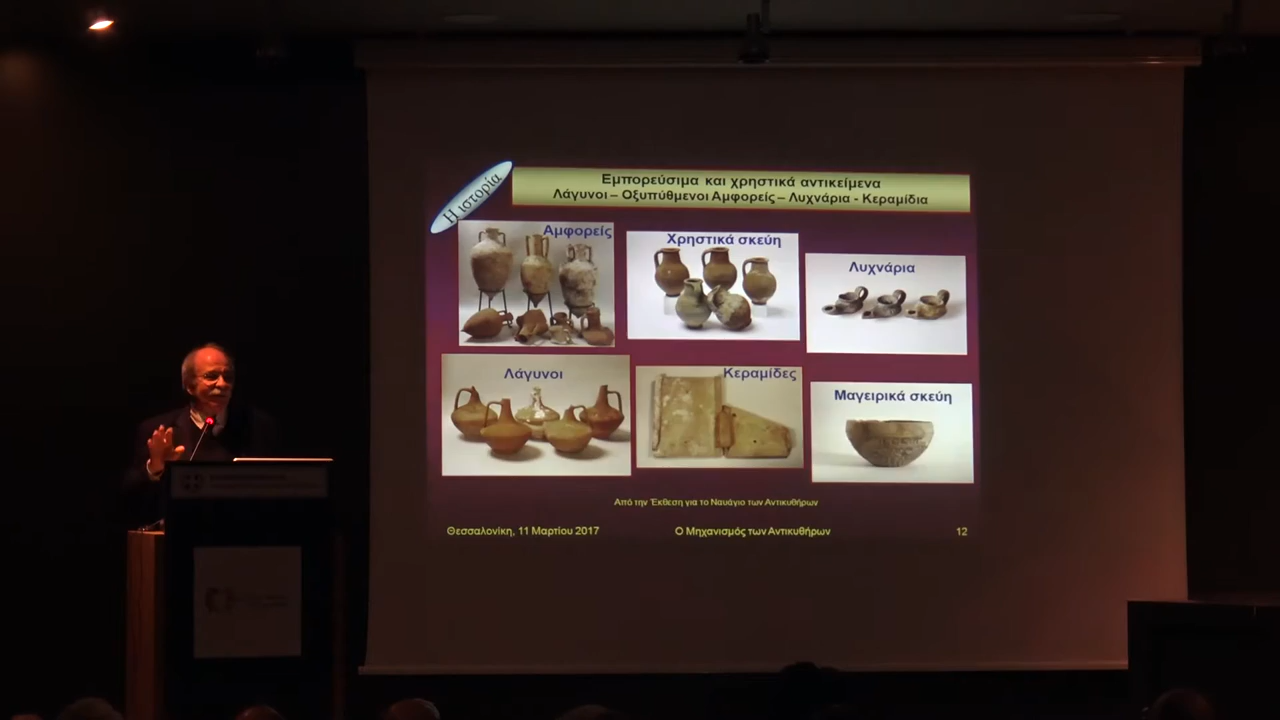 Η ιστορία
Εμπορεύσιμα και χρηστικά αντικείμενα
Λάγυνοι – Οξυπύθμενοι Αμφορείς – Λυχνάρια - Κεραμίδια
Αμφορείς
Χρηστικά σκεύη
Λυχνάρια
Λάγυνοι
Κεραμίδες
Μαγειρικά σκεύη
Από την Έκθεση για το Ναυάγιο των Αντικυθήρων
Θεσσαλονίκη, 11 Μαρτίου 2017
Ο Μηχανισμός των Αντικυθήρων
12